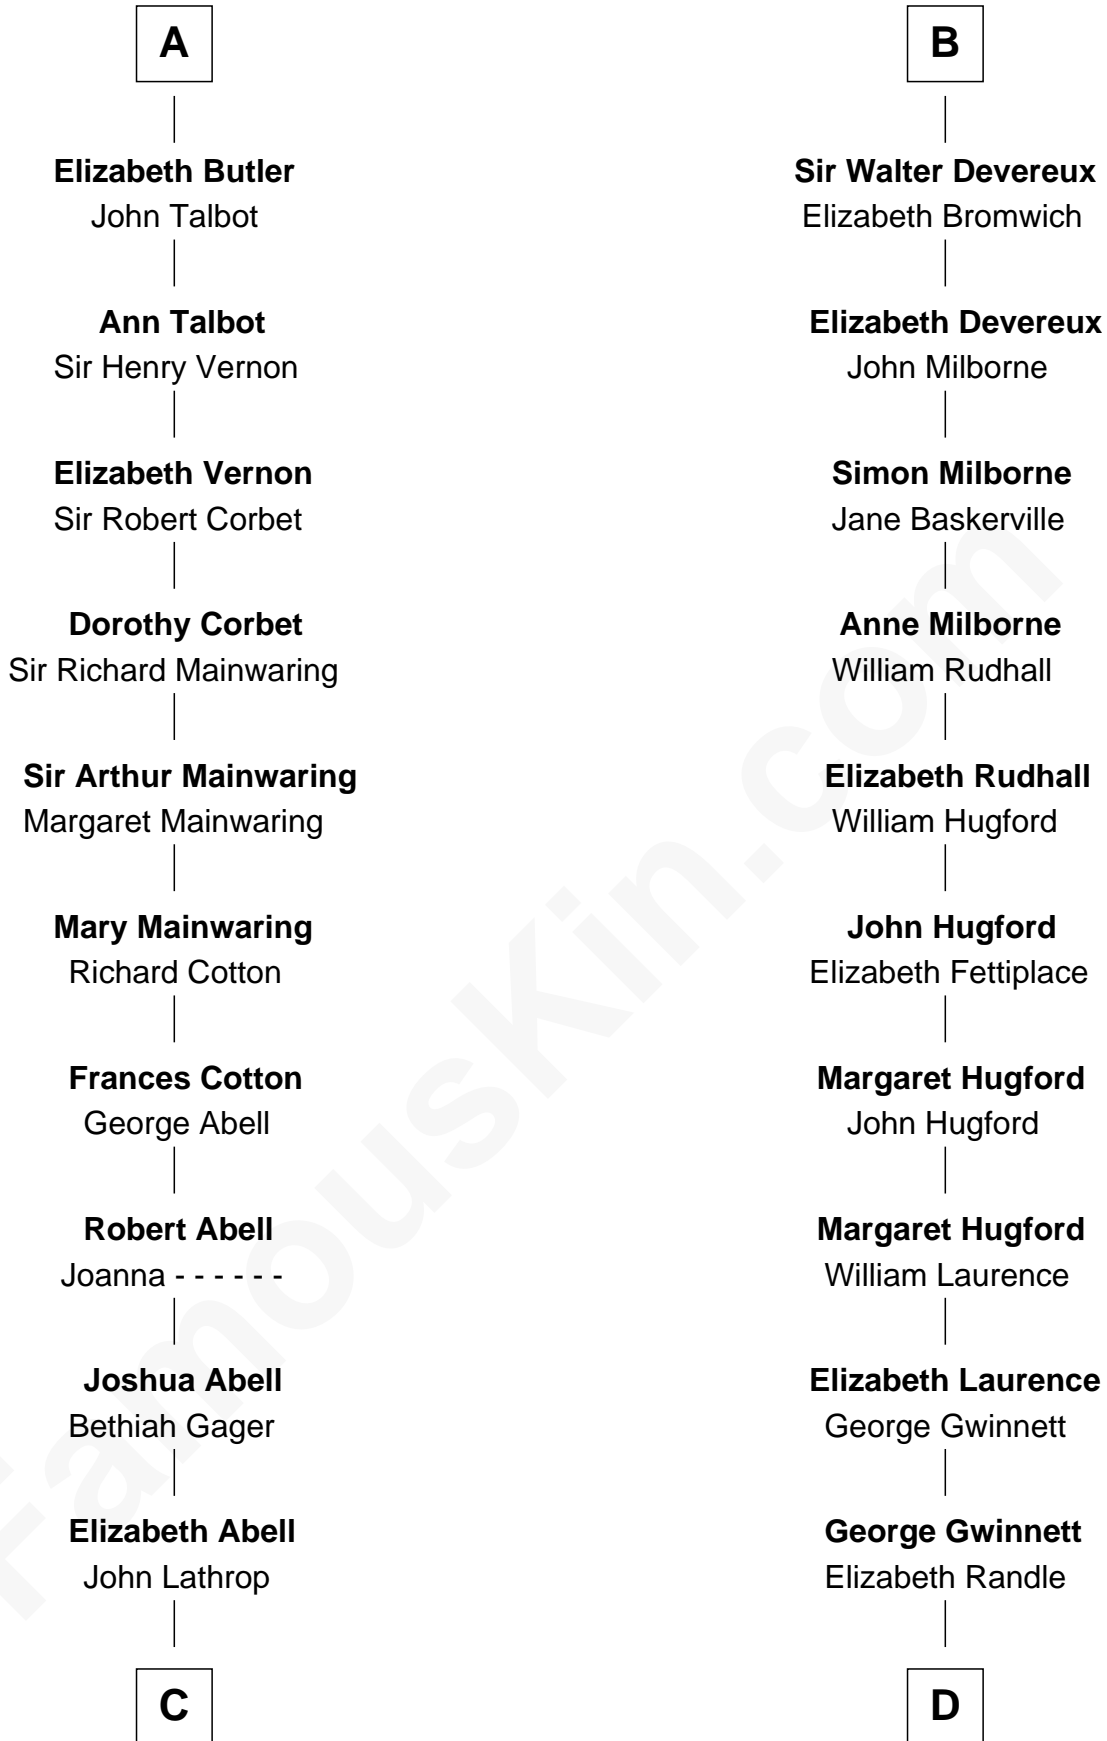 A
Elizabeth Butler
John Talbot
Ann Talbot
Sir Henry Vernon
Elizabeth Vernon
Sir Robert Corbet
Dorothy Corbet
Sir Richard Mainwaring
Sir Arthur Mainwaring
Margaret Mainwaring
Mary Mainwaring
Richard Cotton
Frances Cotton
George Abell
Robert Abell
Joanna - - - - - -
Joshua Abell
Bethiah Gager
Elizabeth Abell
John Lathrop
C
B
Sir Walter Devereux
Elizabeth Bromwich
Elizabeth Devereux
John Milborne
Simon Milborne
Jane Baskerville
Anne Milborne
William Rudhall
Elizabeth Rudhall
William Hugford
John Hugford
Elizabeth Fettiplace
Margaret Hugford
John Hugford
Margaret Hugford
William Laurence
Elizabeth Laurence
George Gwinnett
George Gwinnett
Elizabeth Randle
D
FamousKin.com